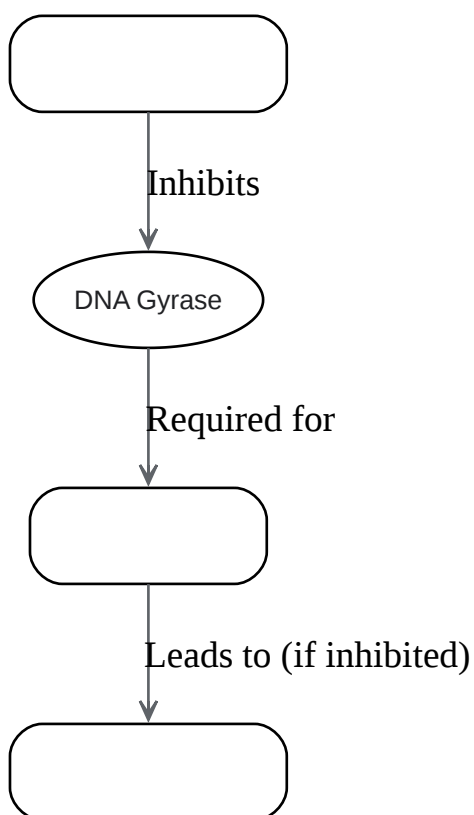 Inhibits
DNA Gyrase
Required for
Leads to (if inhibited)